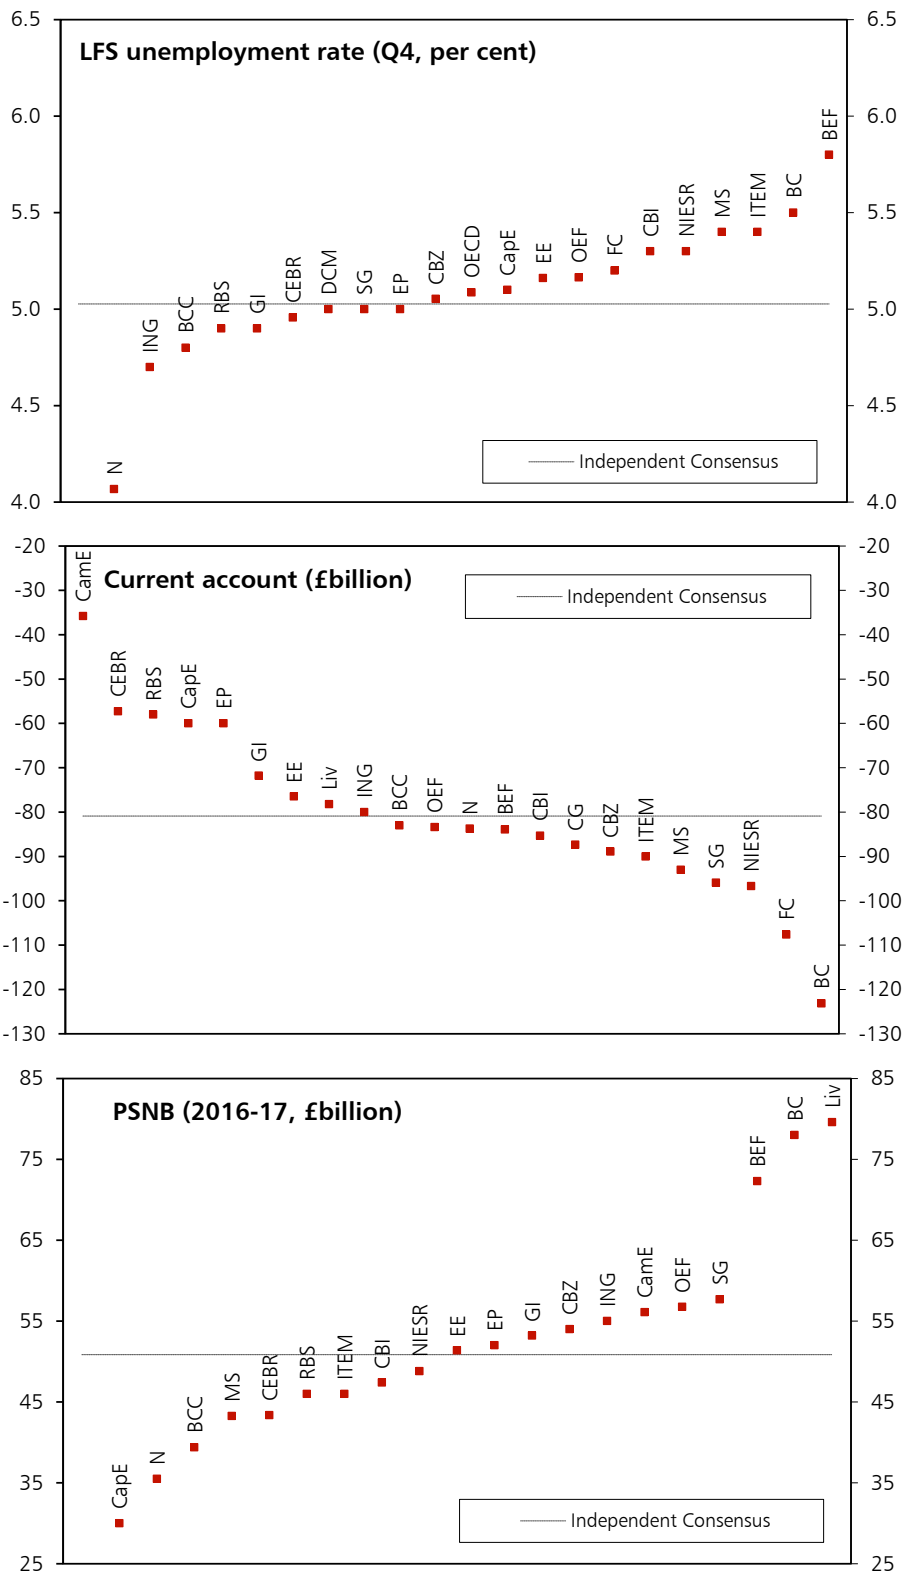 LFS unemployment rate (Q4, per cent)
6.5
6.0
5.5
5.0
4.5
4.0
6.5
6.0
5.5
5.0
4.5
4.0
N
ING
BCC
RBS
GI
CEBR
DCM
SG
EP
CBZ
OECD
CapE
EE
OEF
FC
CBI
NIESR
MS
ITEM
BC
BEF
Independent Consensus
Current account (£billion)
-20
-30
-40
-50
-60
-70
-80
-90
-100
-110
-120
-130
-20
-30
-40
-50
-60
-70
-80
-90
-100
-110
-120
-130
CamE
CEBR
RBS
CapE
EP
GI
EE
Liv
ING
BCC
OEF
N
BEF
CBI
CG
CBZ
ITEM
MS
SG
NIESR
FC
BC
Independent Consensus
PSNB (2016-17, £billion)
85
75
65
55
45
35
25
85
75
65
55
45
35
25
CapE
N
BCC
MS
CEBR
RBS
ITEM
CBI
NIESR
EE
EP
GI
CBZ
ING
CamE
OEF
SG
BEF
BC
Liv
Independent Consensus